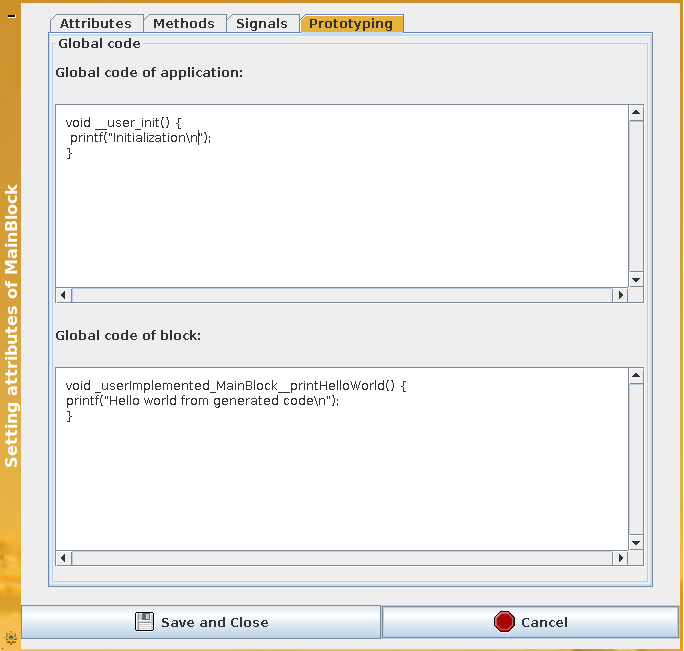 Setting attributes of MainBlock
Attributes Methods Signals Prototyping
Global code
Global code of application:
void __user_init() {
printf("Initialization\n");
}
Global code of block:
void _userImplemented_MainBlock__printHelloWorld() {
printf("Hello world from generated code\n");
}
Save and Close Cancel